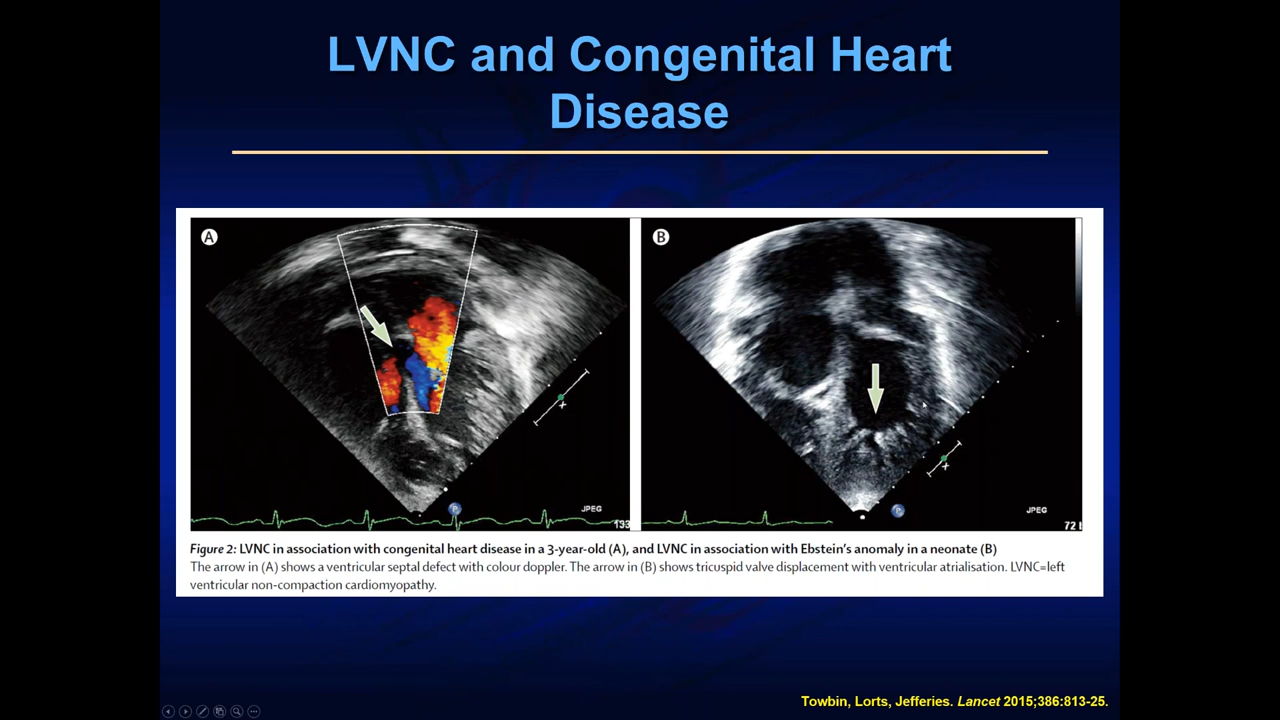 LVNC and Congenital Heart
Disease
A
B
JPEG
133
JPEG
72
Figure 2: LVNC in association with congenital heart disease in a 3-year-old (A), and LVNC in association with Ebstein's anomaly in a neonate (B)
The arrow in (A) shows a ventricular septal defect with colour doppler. The arrow in (B) shows tricuspid valve displacement with ventricular atrialisation. LVNC=left
ventricular non-compaction cardiomyopathy.
Towbin, Lorts, Jefferies. Lancet 2015;386:813-25.